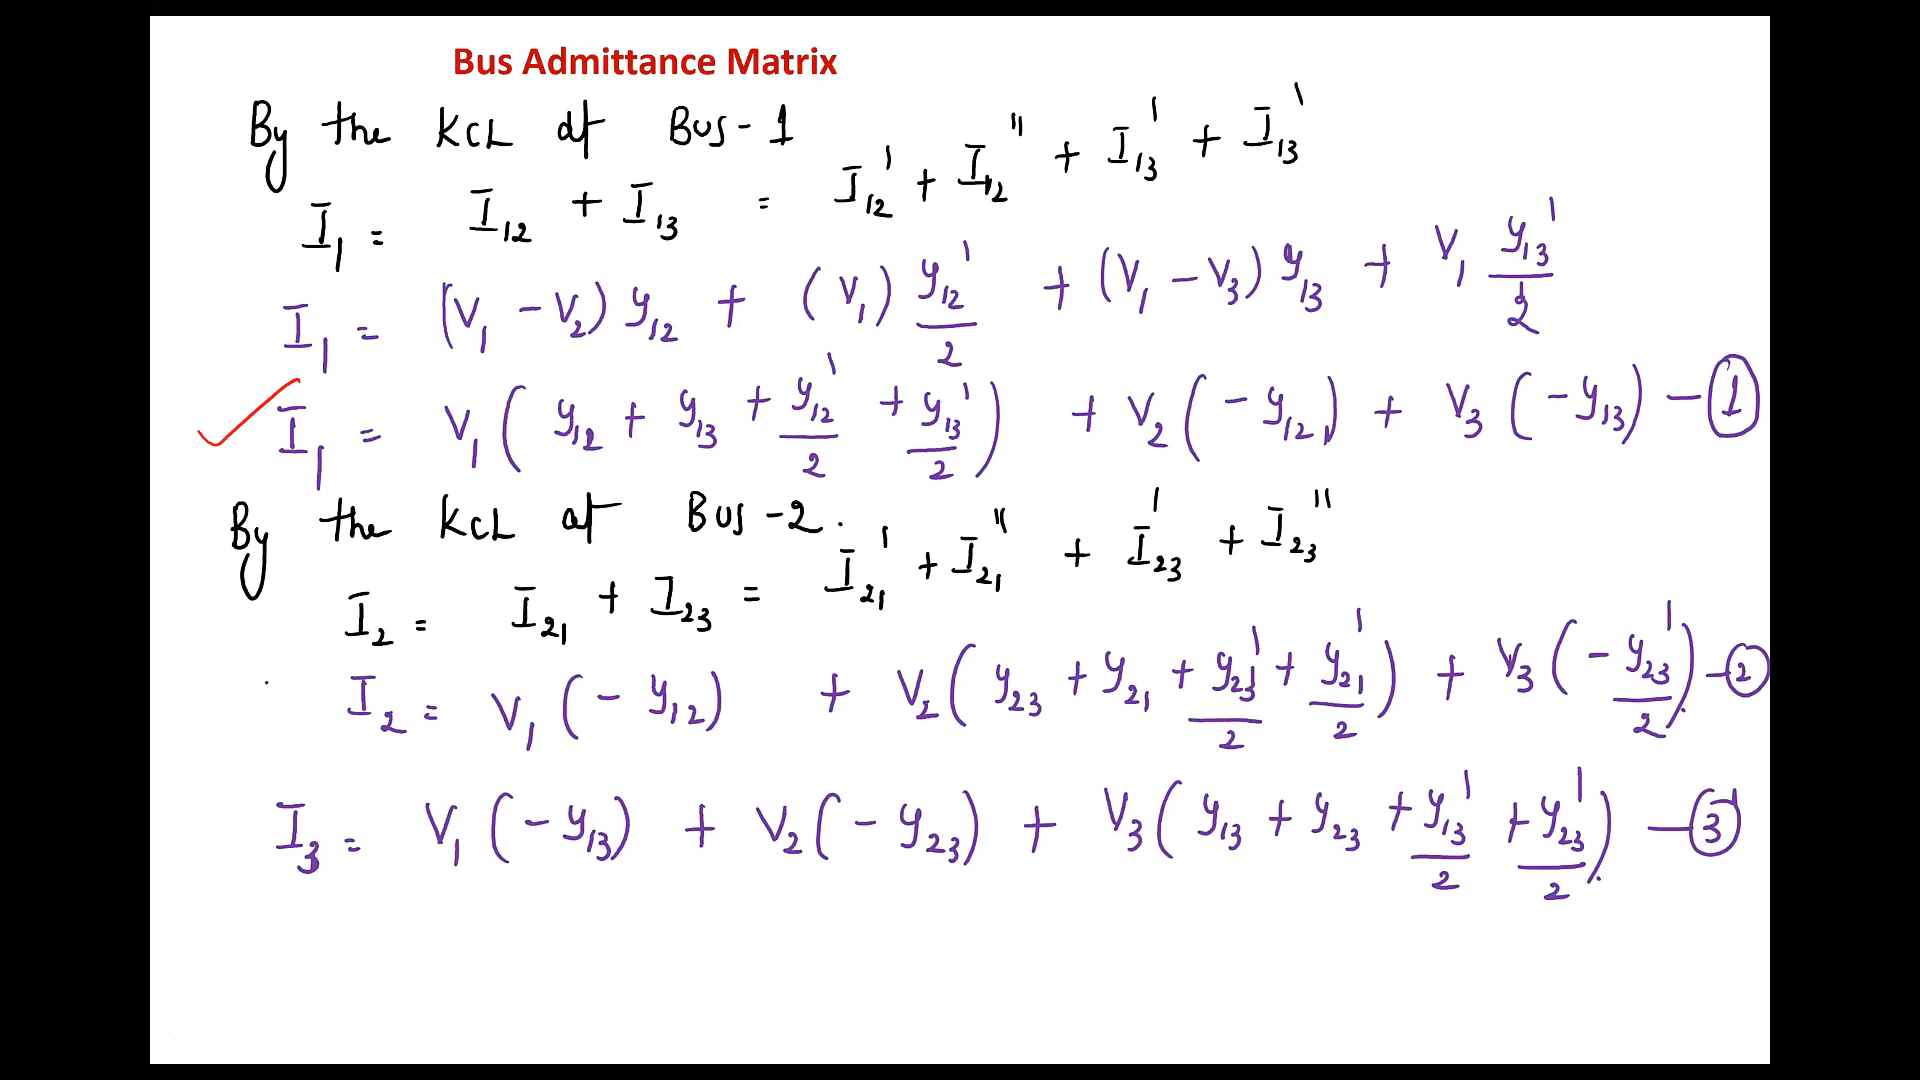 Bus Admittance Matrix
By the KCL at Bus-1
I₁ = I₁₂ + I₁₃ = I₁₂' + I₁₂'' + I₁₃' + I₁₃'
I₁ = (V₁ - V₂) y₁₂ + (V₁) y₁₂'/2 + (V₁ - V₃) y₁₃ + V₁ y₁₃'/2
I₁ = V₁ (y₁₂ + y₁₃ + y₁₂'/2 + y₁₃'/2) + V₂ (-y₁₂) + V₃ (-y₁₃) — ①
By the KCL at Bus-2.
I₂ = I₂₁ + I₂₃ = I₂₁' + I₂₁'' + I₂₃' + I₂₃''
I₂ = V₁ (-y₁₂) + V₂ (y₂₃ + y₂₁ + y₂₃'/2 + y₂₁'/2) + V₃ (-y₂₃'/2) — ②
I₃ = V₁ (-y₁₃) + V₂ (-y₂₃) + V₃ (y₁₃ + y₂₃ + y₁₃'/2 + y₂₃'/2) — ③